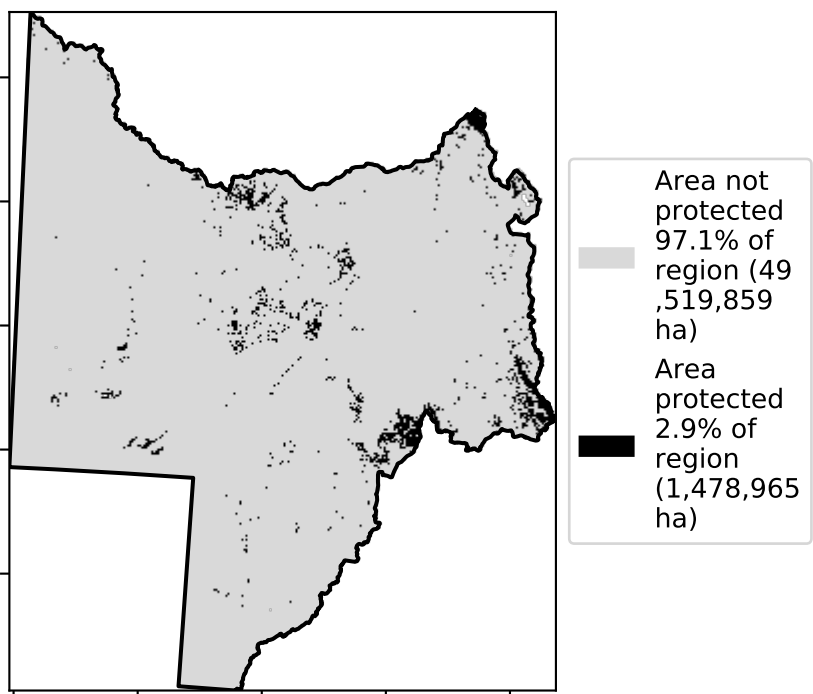 Area not
protected
97.1% of
region (49
,519,859
ha)
Area
protected
2.9% of
region
(1,478,965
ha)